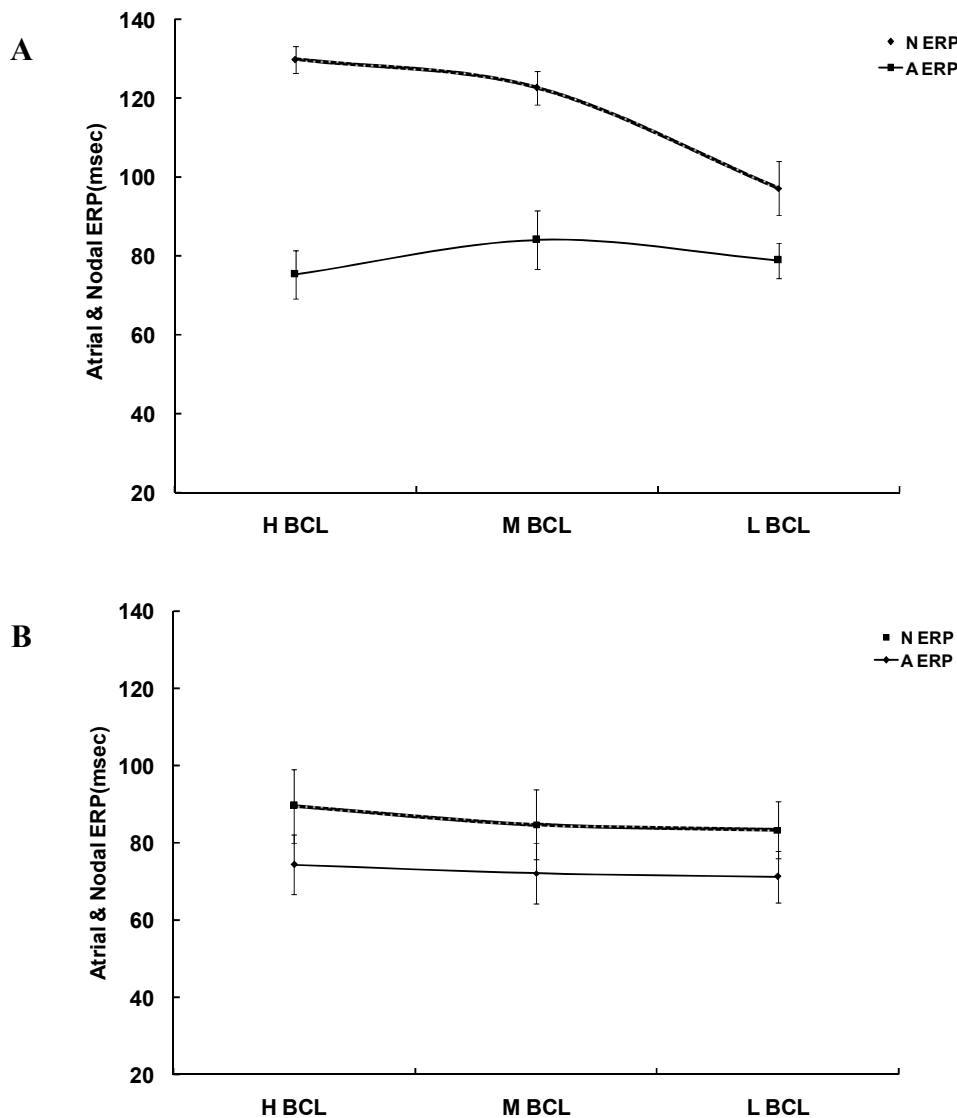 A
Atrial & Nodal ERP(msec)
140
120
100
80
60
40
20
H BCL
M BCL
L BCL
N ERP
A ERP
B
Atrial & Nodal ERP(msec)
140
120
100
80
60
40
20
H BCL
M BCL
L BCL
N ERP
A ERP